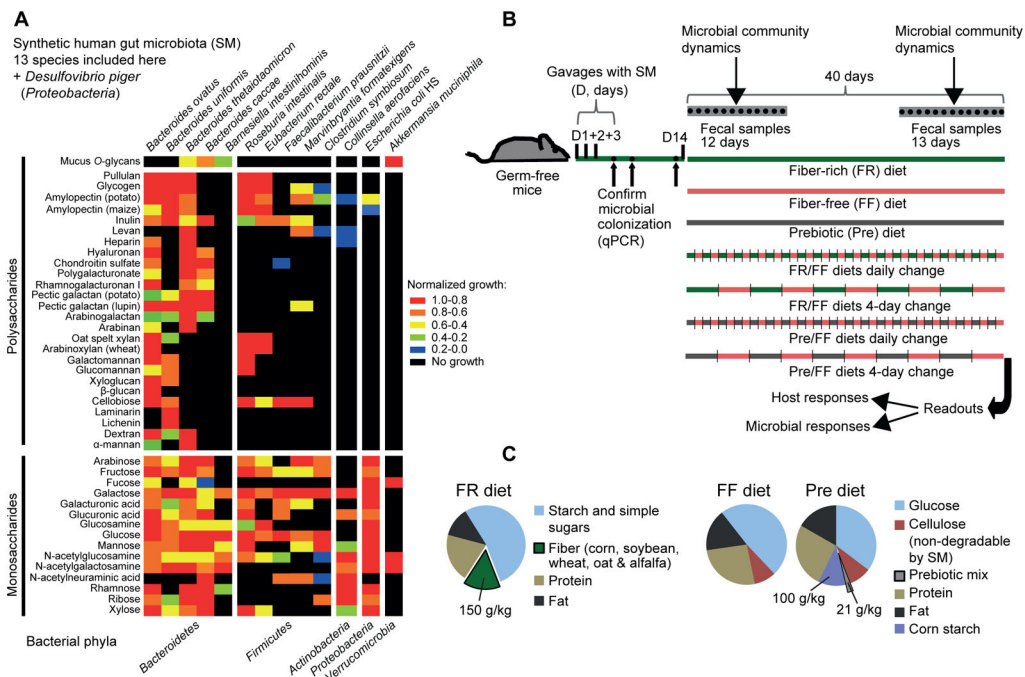 A
Synthetic human gut microbiota (SM)
13 species included here
+ Desulfovibrio piger
(Proteobacteria)
Bacteroides ovatus
Bacteroides uniformis
Bacteroides thetaiotaomicron
Bacteroides caccae
Barnesiella intestinihominis
Roseburia intestinalis
Eubacterium rectale
Faecalibacterium prausnitzii
Marvinbryantia formatexigens
Clostridium symbiosum
Collinsella aerofaciens
Escherichia coli HS
Akkermansia muciniphila
Polysaccharides
Mucus O-glycans
Pullulan
Glycogen
Amylopectin (potato)
Amylopectin (maize)
Inulin
Levan
Heparin
Hyaluronan
Chondroitin sulfate
Polygalacturonate
Rhamnogalacturonan I
Pectic galactan (potato)
Pectic galactan (lupin)
Arabinogalactan
Arabinan
Oat spelt xylan
Arabinoxylan (wheat)
Galactomannan
Glucomannan
Xyloglucan
β-glucan
Cellobiose
Laminarin
Lichenin
Dextran
α-mannan
Normalized growth:
1.0-0.8
0.8-0.6
0.6-0.4
0.4-0.2
0.2-0.0
No growth
Monosaccharides
Arabinose
Fructose
Fucose
Galactose
Galacturonic acid
Glucuronic acid
Glucosamine
Glucose
Mannose
N-acetylglucosamine
N-acetylgalactosamine
N-acetylneuraminic acid
Rhamnose
Ribose
Xylose
Bacterial phyla
Bacteroidetes
Firmicutes
Actinobacteria
Proteobacteria
Verrucomicrobia
B
Microbial community
dynamics
Microbial community
dynamics
40 days
Gavages with SM
(D, days)
D1+2+3
D14
Fecal samples
12 days
Fecal samples
13 days
Germ-free
mice
Confirm
microbial
colonization
(qPCR)
Fiber-rich (FR) diet
Fiber-free (FF) diet
Prebiotic (Pre) diet
FR/FF diets daily change
FR/FF diets 4-day change
Pre/FF diets daily change
Pre/FF diets 4-day change
Host responses
Readouts
Microbial responses
C
FR diet
Starch and simple
sugars
Fiber (corn, soybean,
wheat, oat & alfalfa)
Protein
Fat
150 g/kg
FF diet
Pre diet
100 g/kg
21 g/kg
Glucose
Cellulose
(non-degradable
by SM)
Prebiotic mix
Protein
Fat
Corn starch